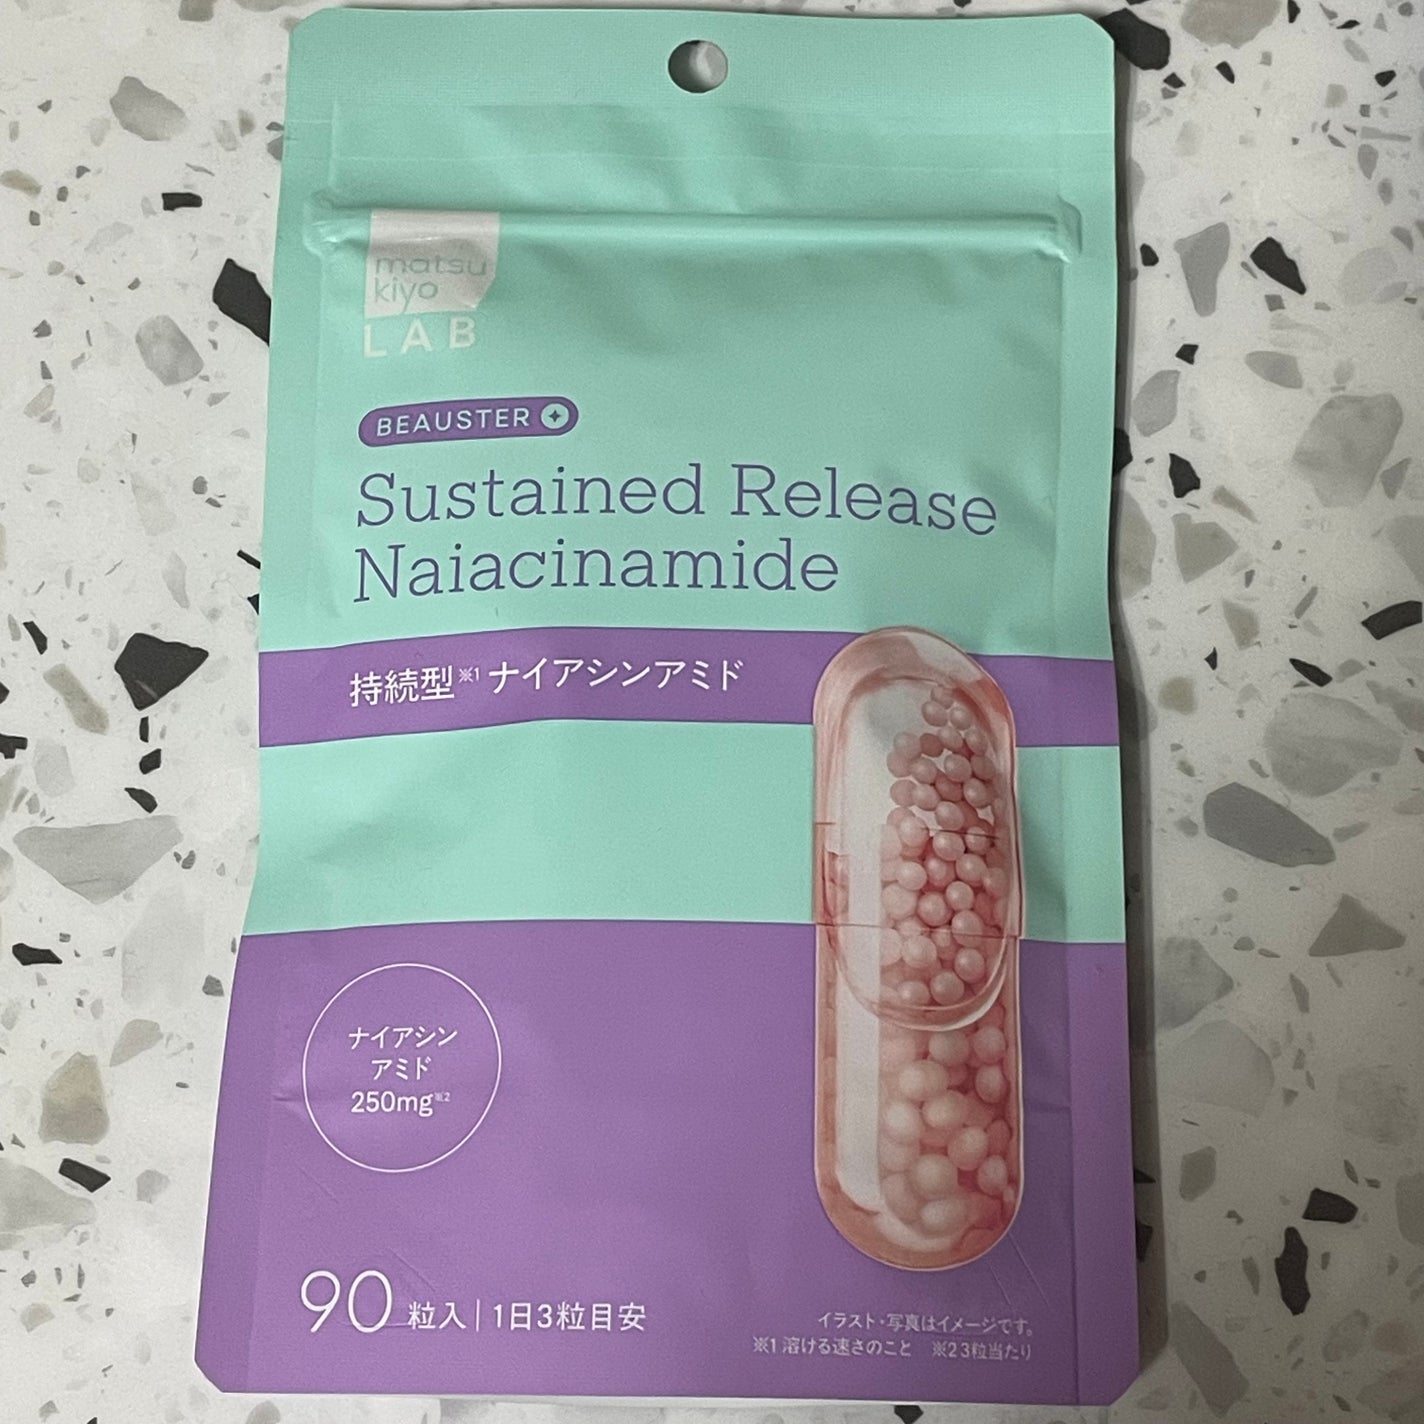 matsu
kiyo
LAB
BEAUSTER
Sustained Release
Naiacinamide
持続型※1 ナイアシンアミド
ナイアシン
アミド
250mg※2
90粒入|1日3粒目安
イラスト・写真はイメージです。
※1 溶ける速さのこと ※2 3粒当たり